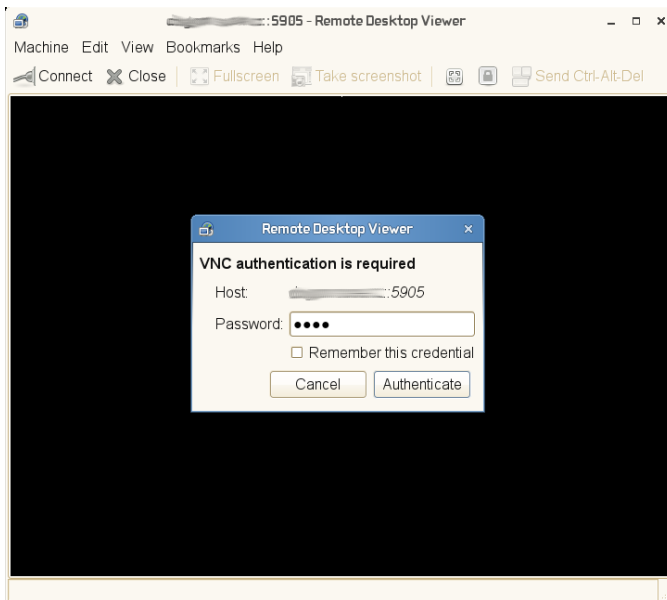 ::5905 - Remote Desktop Viewer
Machine Edit View Bookmarks Help
Connect Close Fullscreen Take screenshot Send Ctrl-Alt-Del
Remote Desktop Viewer
VNC authentication is required
Host: ::5905
Password: ••••
Remember this credential
Cancel Authenticate